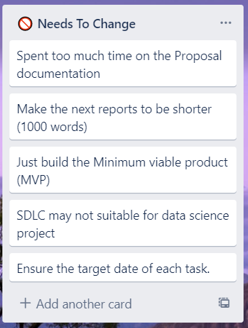 Needs To Change
Spent too much time on the Proposal
documentation
Make the next reports to be shorter
(1000 words)
Just build the Minimum viable product
(MVP)
SDLC may not suitable for data science
project
Ensure the target date of each task.
+ Add another card